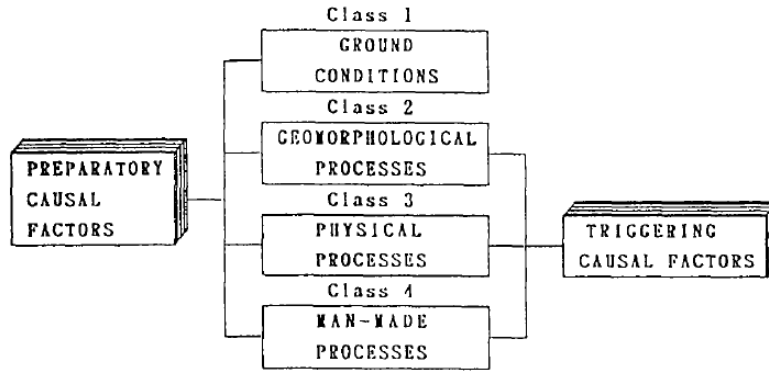 Class 1
GROUND
CONDITIONS
Class 2
GEOMORPHOLOGICAL
PROCESSES
PREPARATORY
CAUSAL
FACTORS
Class 3
PHYSICAL
PROCESSES
TRIGGERING
CAUSAL FACTORS
Class 4
MAN-MADE
PROCESSES